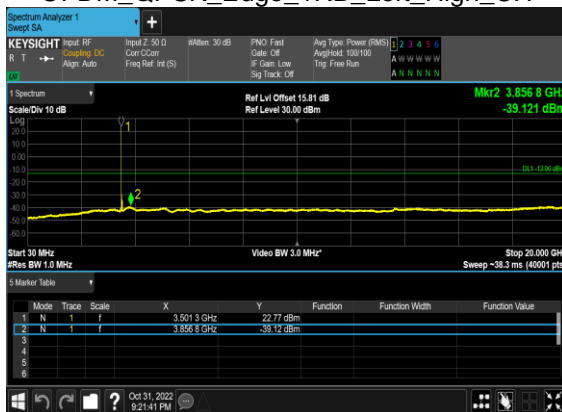 Spectrum Analyzer 1
Swept SA
+
KEYSIGHT Input: RF Input Z: 50 Ω #Atten: 30 dB PNO: Fast Avg Type: Power (RMS) 1 2 3 4 5 6
R T Coupling: DC Corr CCorr Gate: Off Avg|Hold: 100/100 A W W W W W
Align: Auto Freq Ref: Int (S) IF Gain: Low Trig: Free Run
LU Sig Track: Off A N N N N N
1 Spectrum Ref Lvl Offset 15.81 dB Mkr2 3.856 8 GHz
Scale/Div 10 dB Ref Level 30.00 dBm -39.121 dBm
Log
20.0
10.0
0.00
-10.0
DL1 -13.00 dBm
-20.0
-30.0
-40.0
-50.0
-60.0
1
2
Start 30 MHz Video BW 3.0 MHz* Stop 20.000 GHz
#Res BW 1.0 MHz Sweep ~38.3 ms (40001 pts)
5 Marker Table
Mode Trace Scale X Y Function Function Width Function Value
1 N 1 f 3.501 3 GHz 22.77 dBm
2 N 1 f 3.856 8 GHz -39.12 dBm
3
4
5
6
? Oct 31, 2022
9:21:41 PM